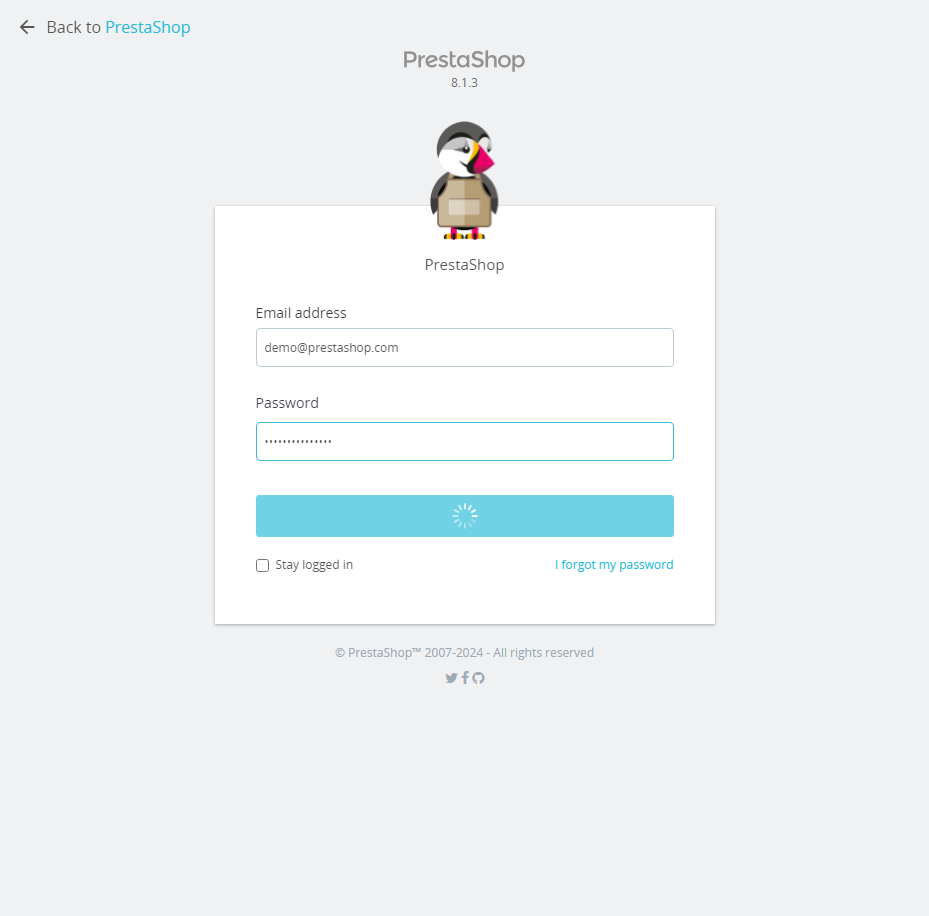 Back to PrestaShop
PrestaShop
8.1.3
PrestaShop
Email address
demo@prestashop.com
Password
•••••••••••••••
Stay logged in
I forgot my password
© PrestaShop™ 2007-2024 - All rights reserved